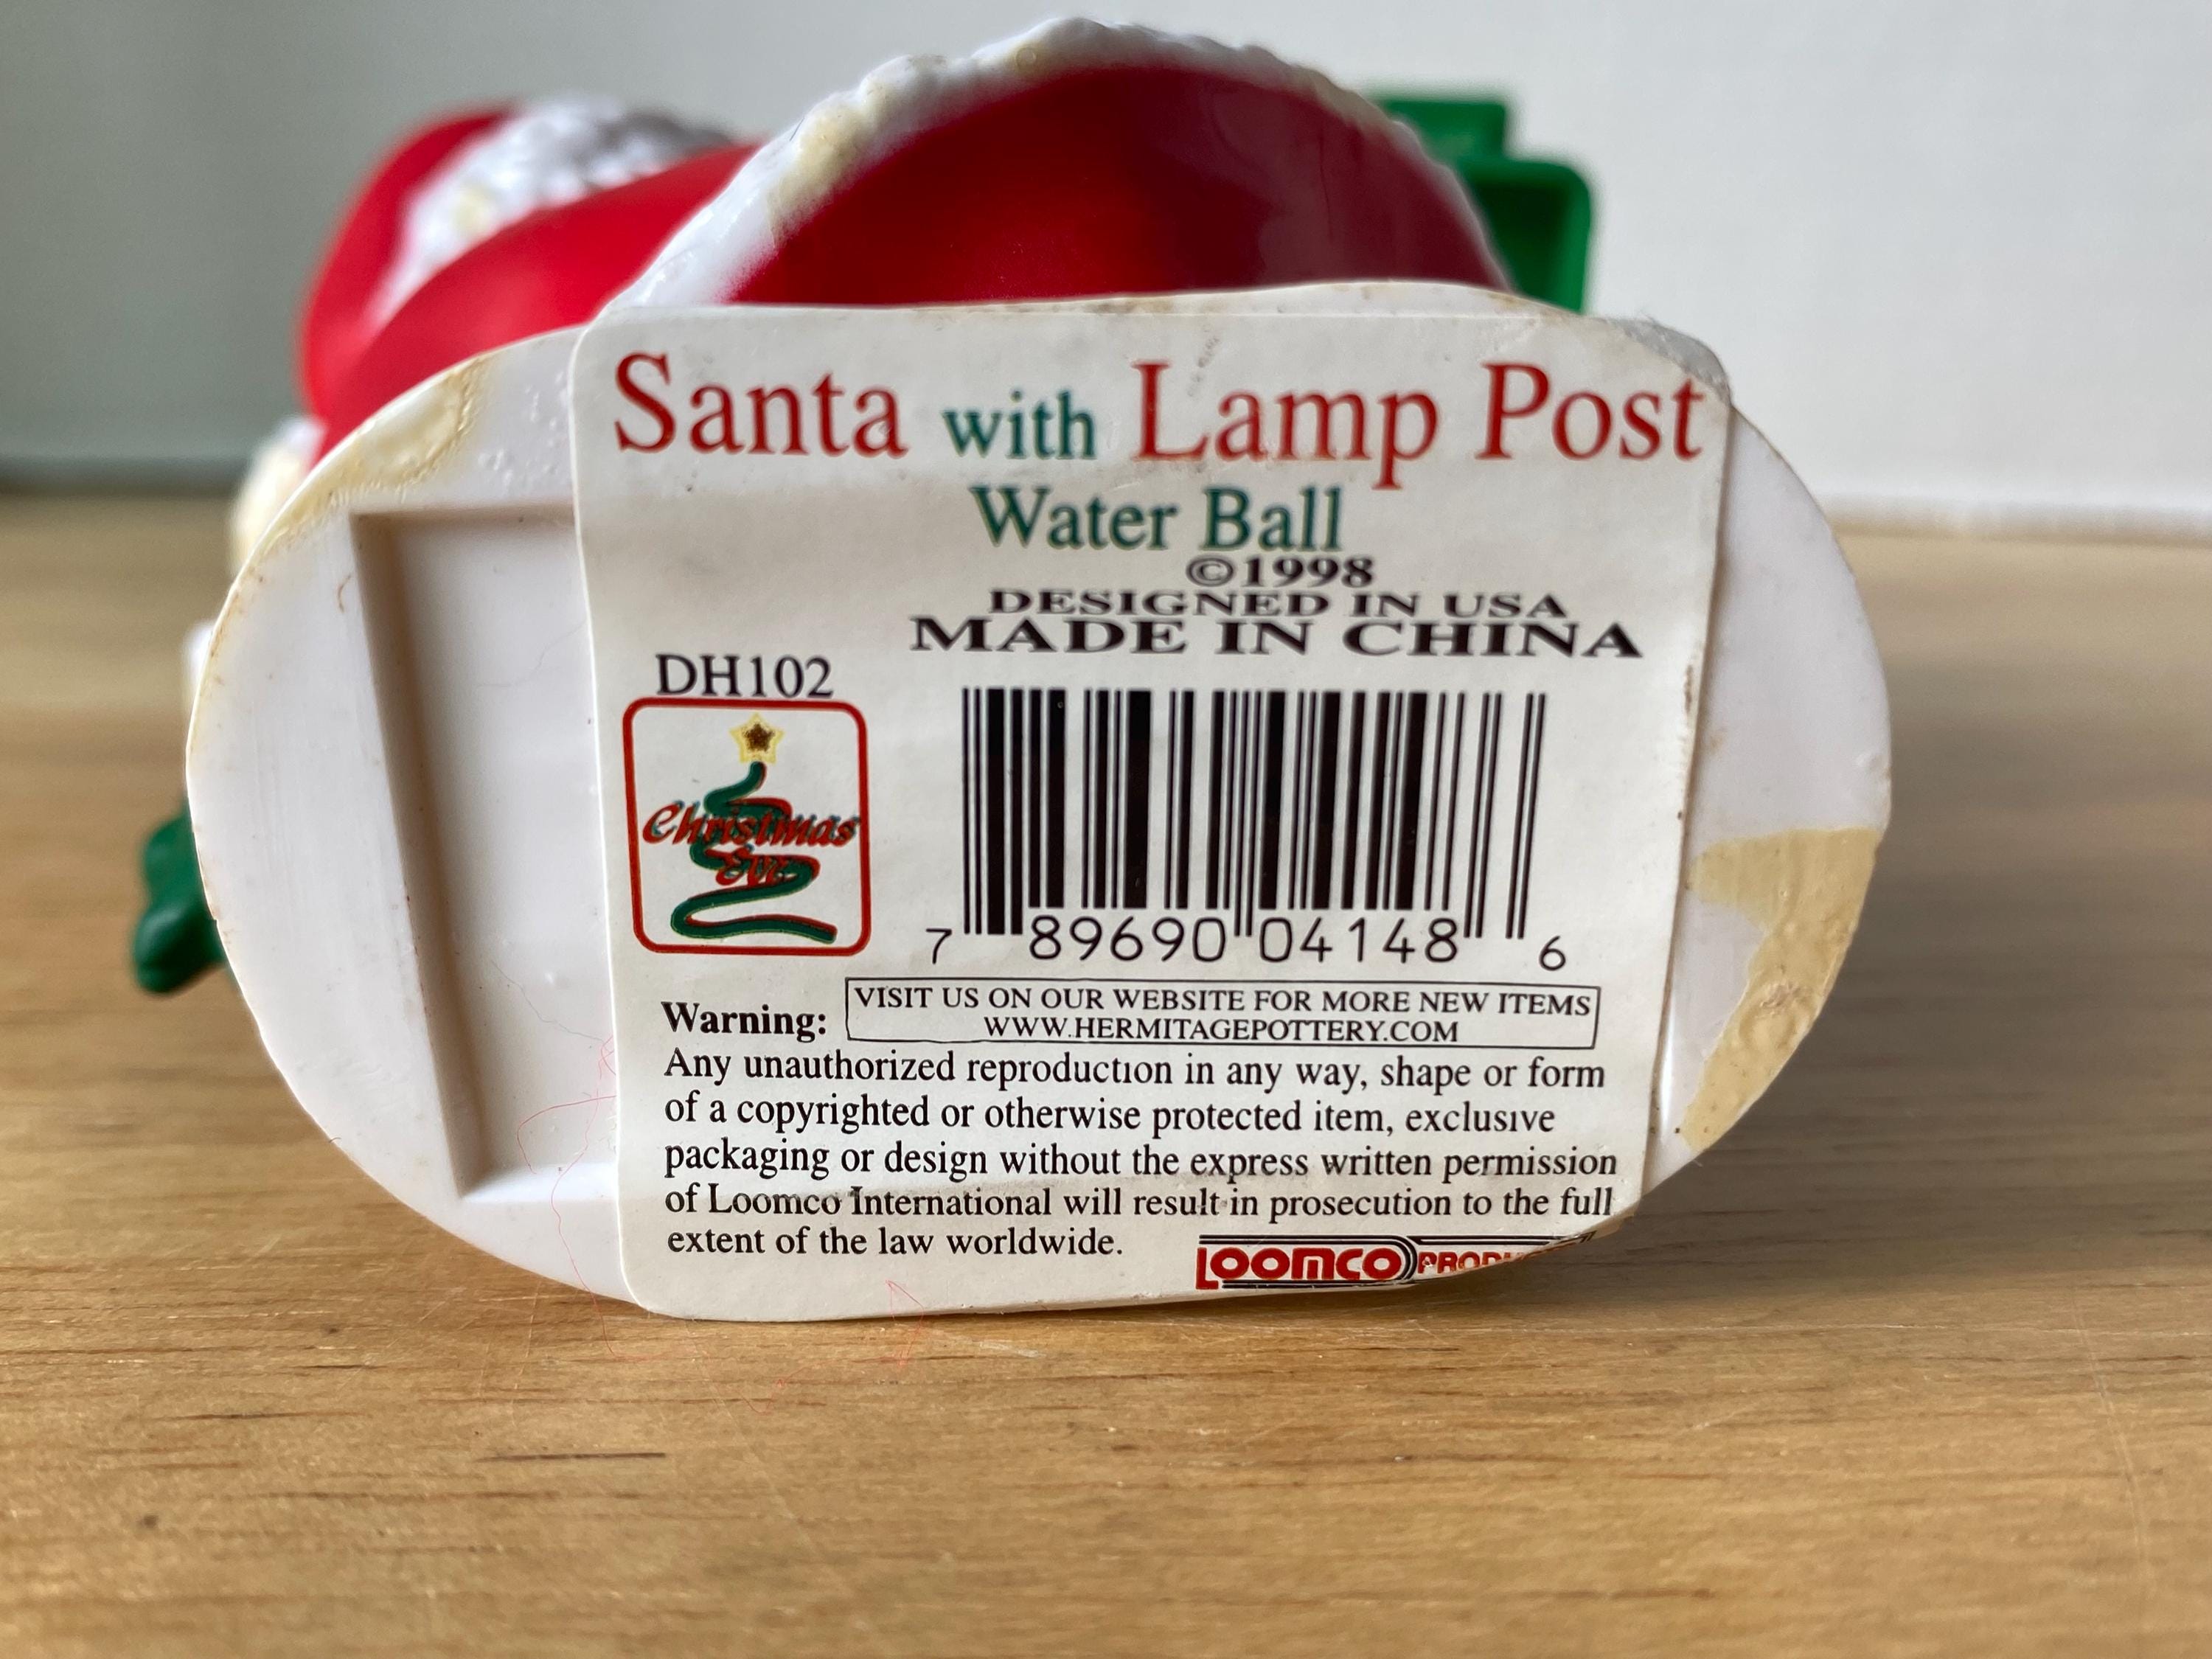 Santa with Lamp Post
Water Ball
©1998
DESIGNED IN USA
MADE IN CHINA
DH102
Christmas
Eve
7 89690 04148 6
VISIT US ON OUR WEBSITE FOR MORE NEW ITEMS
WWW.HERMITAGEPOTTERY.COM
Warning:
Any unauthorized reproduction in any way, shape or form
of a copyrighted or otherwise protected item, exclusive
packaging or design without the express written permission
of Loomco International will result in prosecution to the full
extent of the law worldwide.
LOOMCO